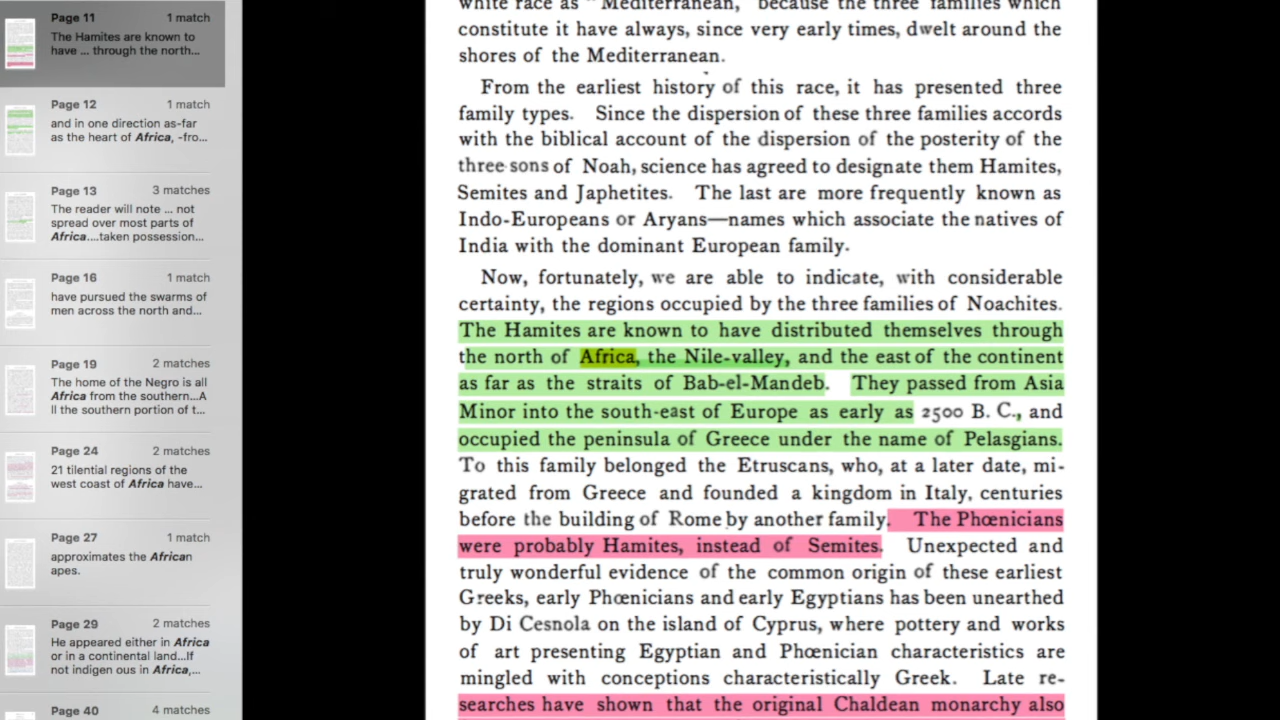 Page 11 1 match
The Hamites are known to
have ... through the north...
Page 12 1 match
and in one direction as-far
as the heart of Africa, -fro...
Page 13 3 matches
The reader will note ... not
spread over most parts of
Africa....taken possession...
Page 16 1 match
have pursued the swarms of
men across the north and...
Page 19 2 matches
The home of the Negro is all
Africa from the southern...A
ll the southern portion of t...
Page 24 2 matches
21 tilential regions of the
west coast of Africa have...
Page 27 1 match
approximates the African
apes.
Page 29 2 matches
He appeared either in Africa
or in a continental land...If
not indigen ous in Africa,...
Page 40 4 matches
white race as "Mediterranean," because the three families which
constitute it have always, since very early times, dwelt around the
shores of the Mediterranean.
From the earliest history of this race, it has presented three
family types. Since the dispersion of these three families accords
with the biblical account of the dispersion of the posterity of the
three sons of Noah, science has agreed to designate them Hamites,
Semites and Japhetites. The last are more frequently known as
Indo-Europeans or Aryans—names which associate the natives of
India with the dominant European family.
Now, fortunately, we are able to indicate, with considerable
certainty, the regions occupied by the three families of Noachites.
The Hamites are known to have distributed themselves through
the north of Africa, the Nile-valley, and the east of the continent
as far as the straits of Bab-el-Mandeb. They passed from Asia
Minor into the south-east of Europe as early as 2500 B. C., and
occupied the peninsula of Greece under the name of Pelasgians.
To this family belonged the Etruscans, who, at a later date, mi-
grated from Greece and founded a kingdom in Italy, centuries
before the building of Rome by another family. The Phœnicians
were probably Hamites, instead of Semites. Unexpected and
truly wonderful evidence of the common origin of these earliest
Greeks, early Phœnicians and early Egyptians has been unearthed
by Di Cesnola on the island of Cyprus, where pottery and works
of art presenting Egyptian and Phœnician characteristics are
mingled with conceptions characteristically Greek. Late re-
searches have shown that the original Chaldean monarchy also